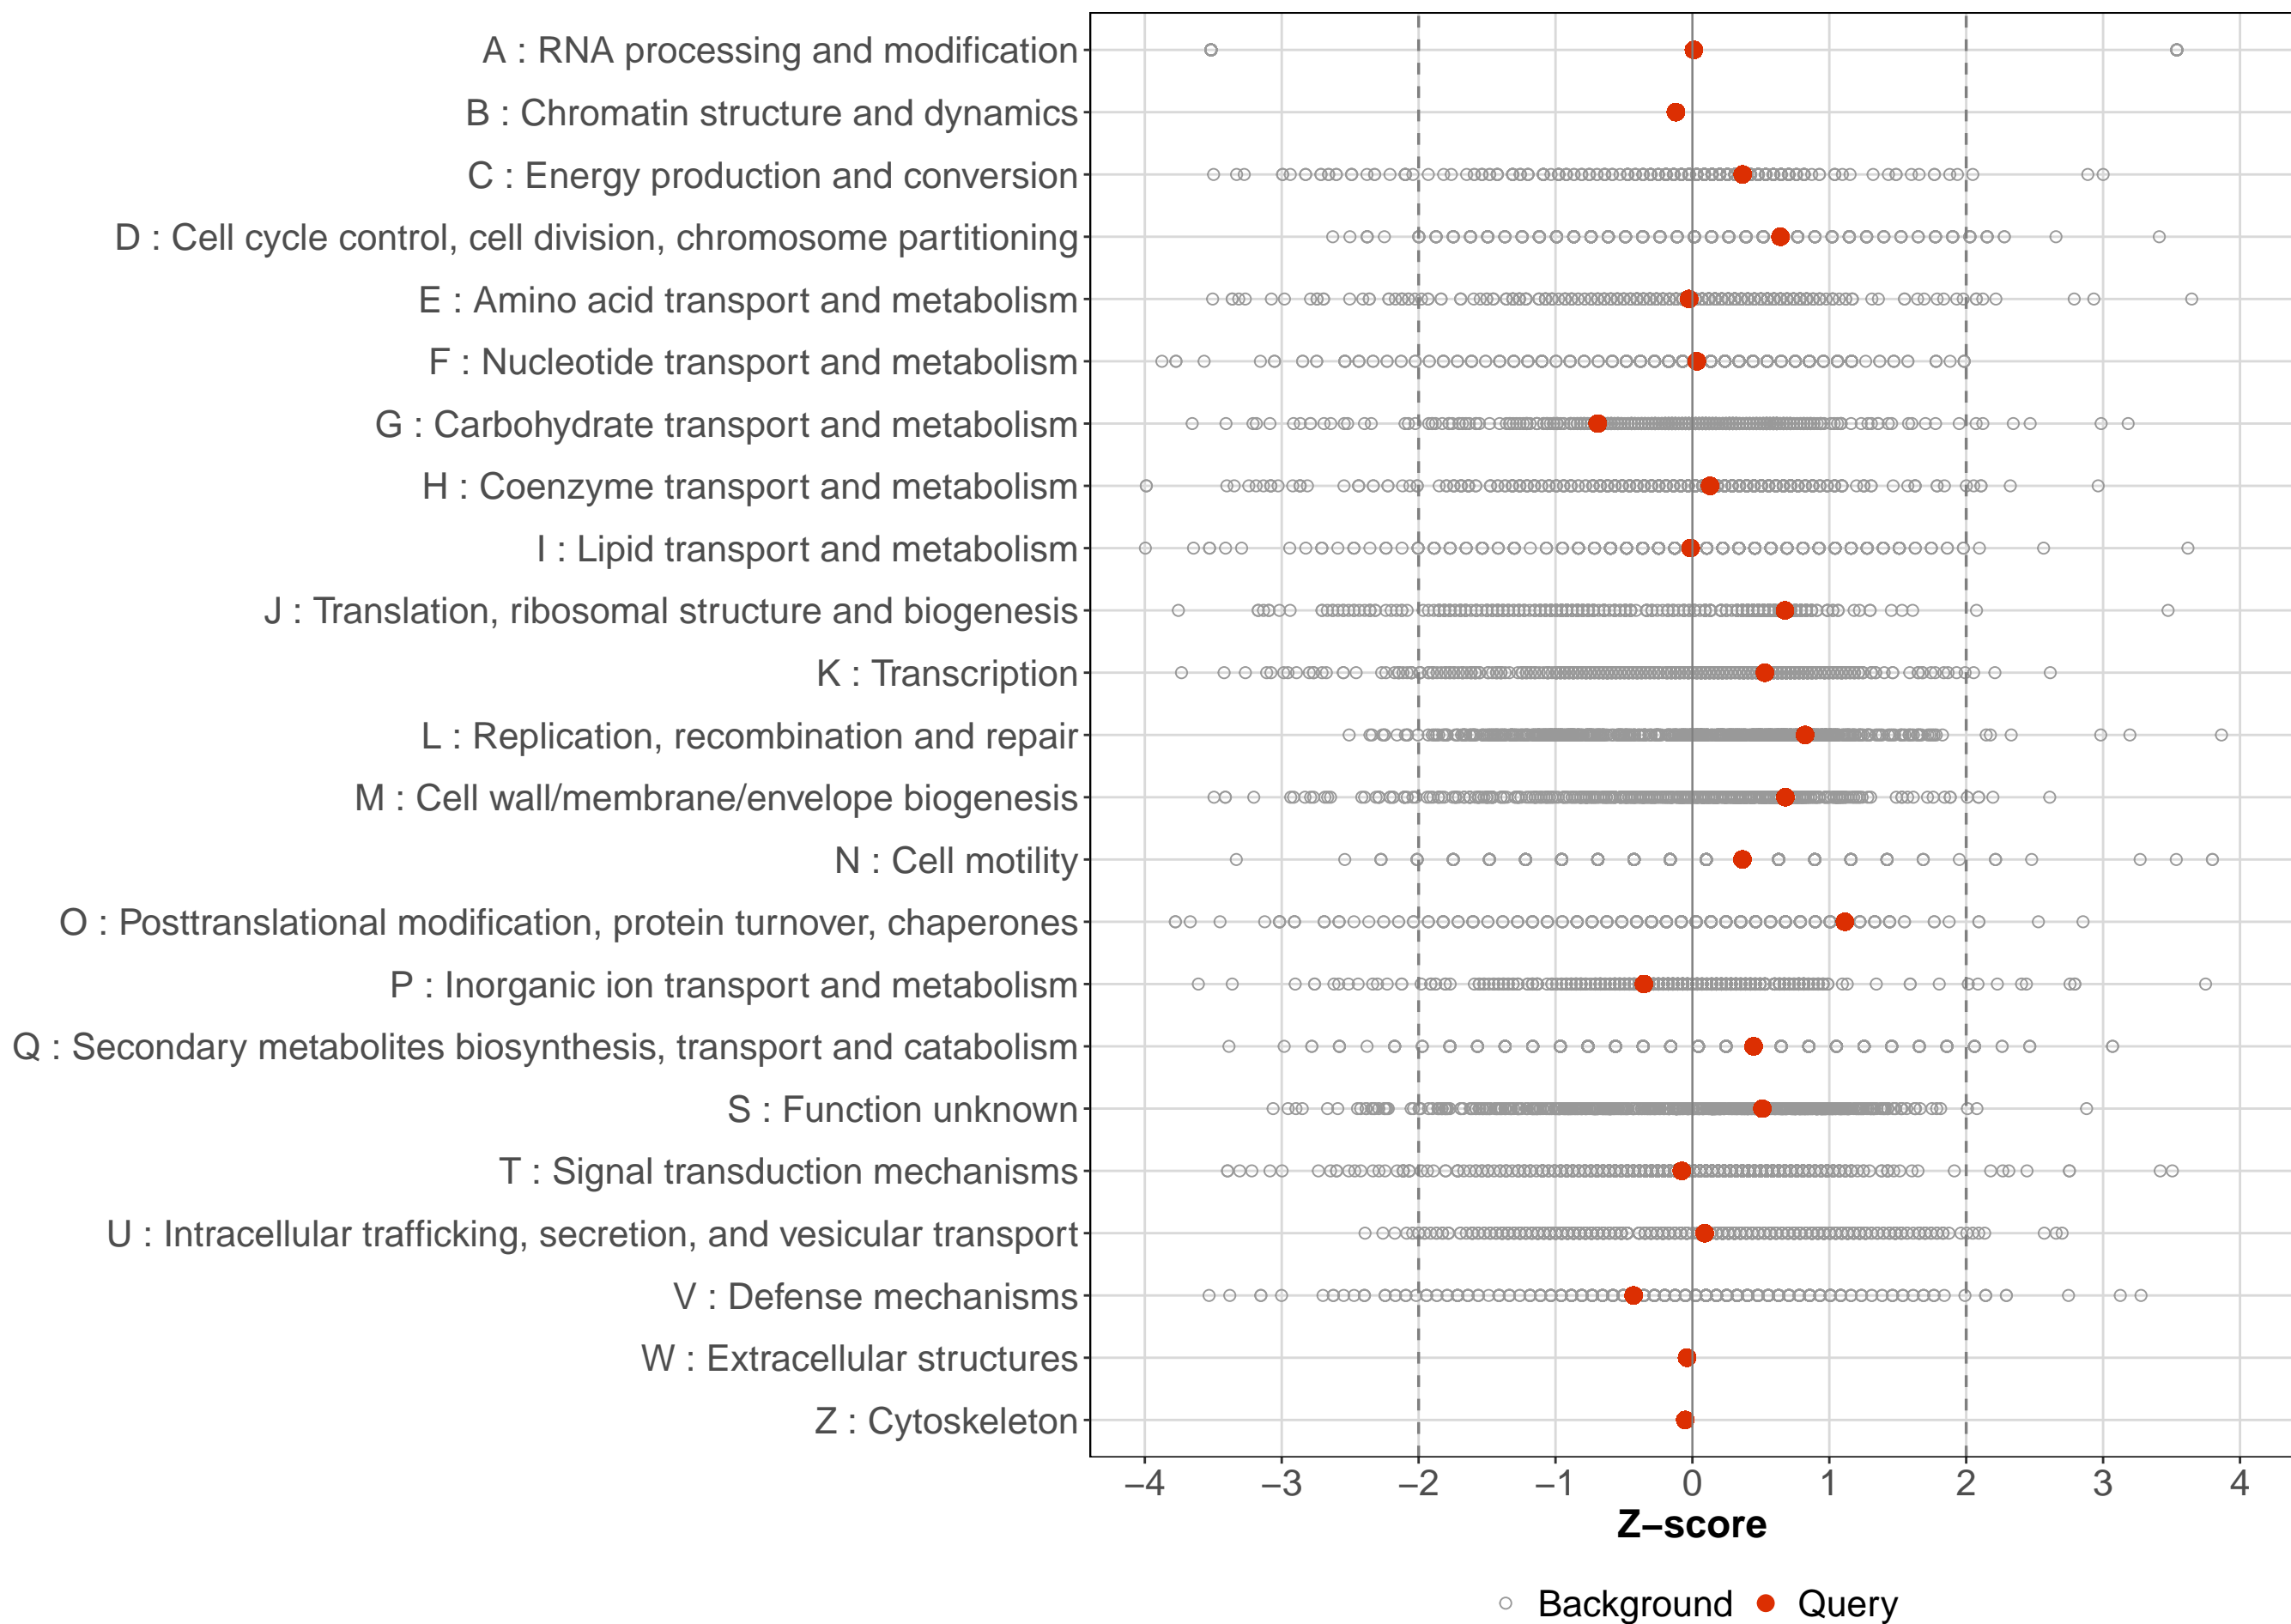 A : RNA processing and modification
B : Chromatin structure and dynamics
C : Energy production and conversion
D : Cell cycle control, cell division, chromosome partitioning
E : Amino acid transport and metabolism
F : Nucleotide transport and metabolism
G : Carbohydrate transport and metabolism
H : Coenzyme transport and metabolism
I : Lipid transport and metabolism
J : Translation, ribosomal structure and biogenesis
K : Transcription
L : Replication, recombination and repair
M : Cell wall/membrane/envelope biogenesis
N : Cell motility
O : Posttranslational modification, protein turnover, chaperones
P : Inorganic ion transport and metabolism
Q : Secondary metabolites biosynthesis, transport and catabolism
S : Function unknown
T : Signal transduction mechanisms
U : Intracellular trafficking, secretion, and vesicular transport
V : Defense mechanisms
W : Extracellular structures
Z : Cytoskeleton
−4 −3 −2 −1 0 1 2 3 4
Z−score
Background Query